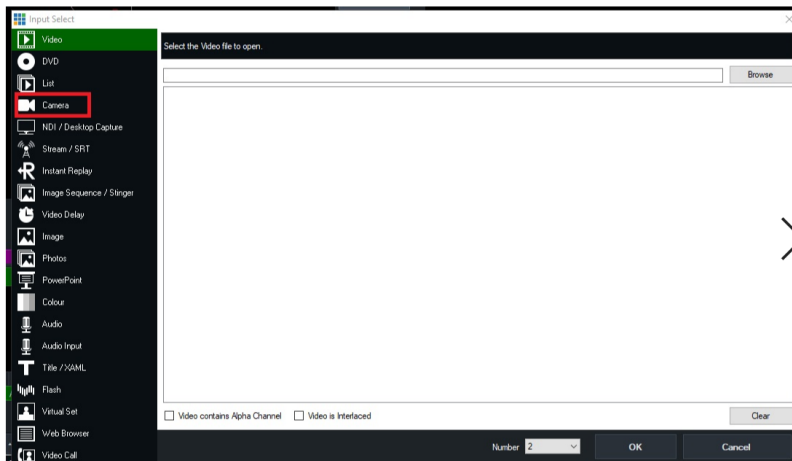 Input Select
Video
Select the Video file to open.
DVD
Browse
List
Camera
NDI / Desktop Capture
Stream / SRT
Instant Replay
Image Sequence / Stinger
Video Delay
Image
Photos
PowerPoint
Colour
Audio
Audio Input
Title / XAML
Flash
Virtual Set
Video contains Alpha Channel
Video is Interlaced
Clear
Web Browser
Number 2
OK
Cancel
Video Call